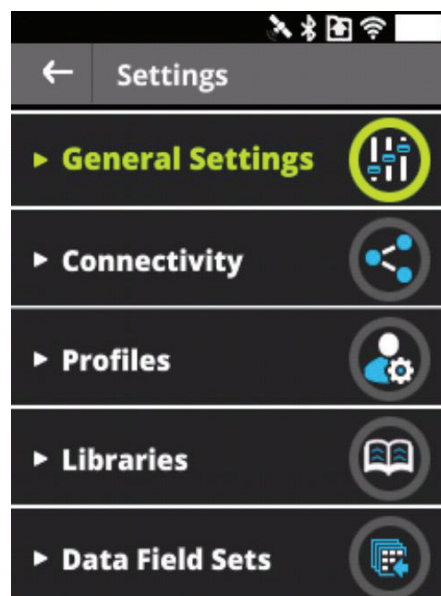 Settings
General Settings
Connectivity
Profiles
Libraries
Data Field Sets